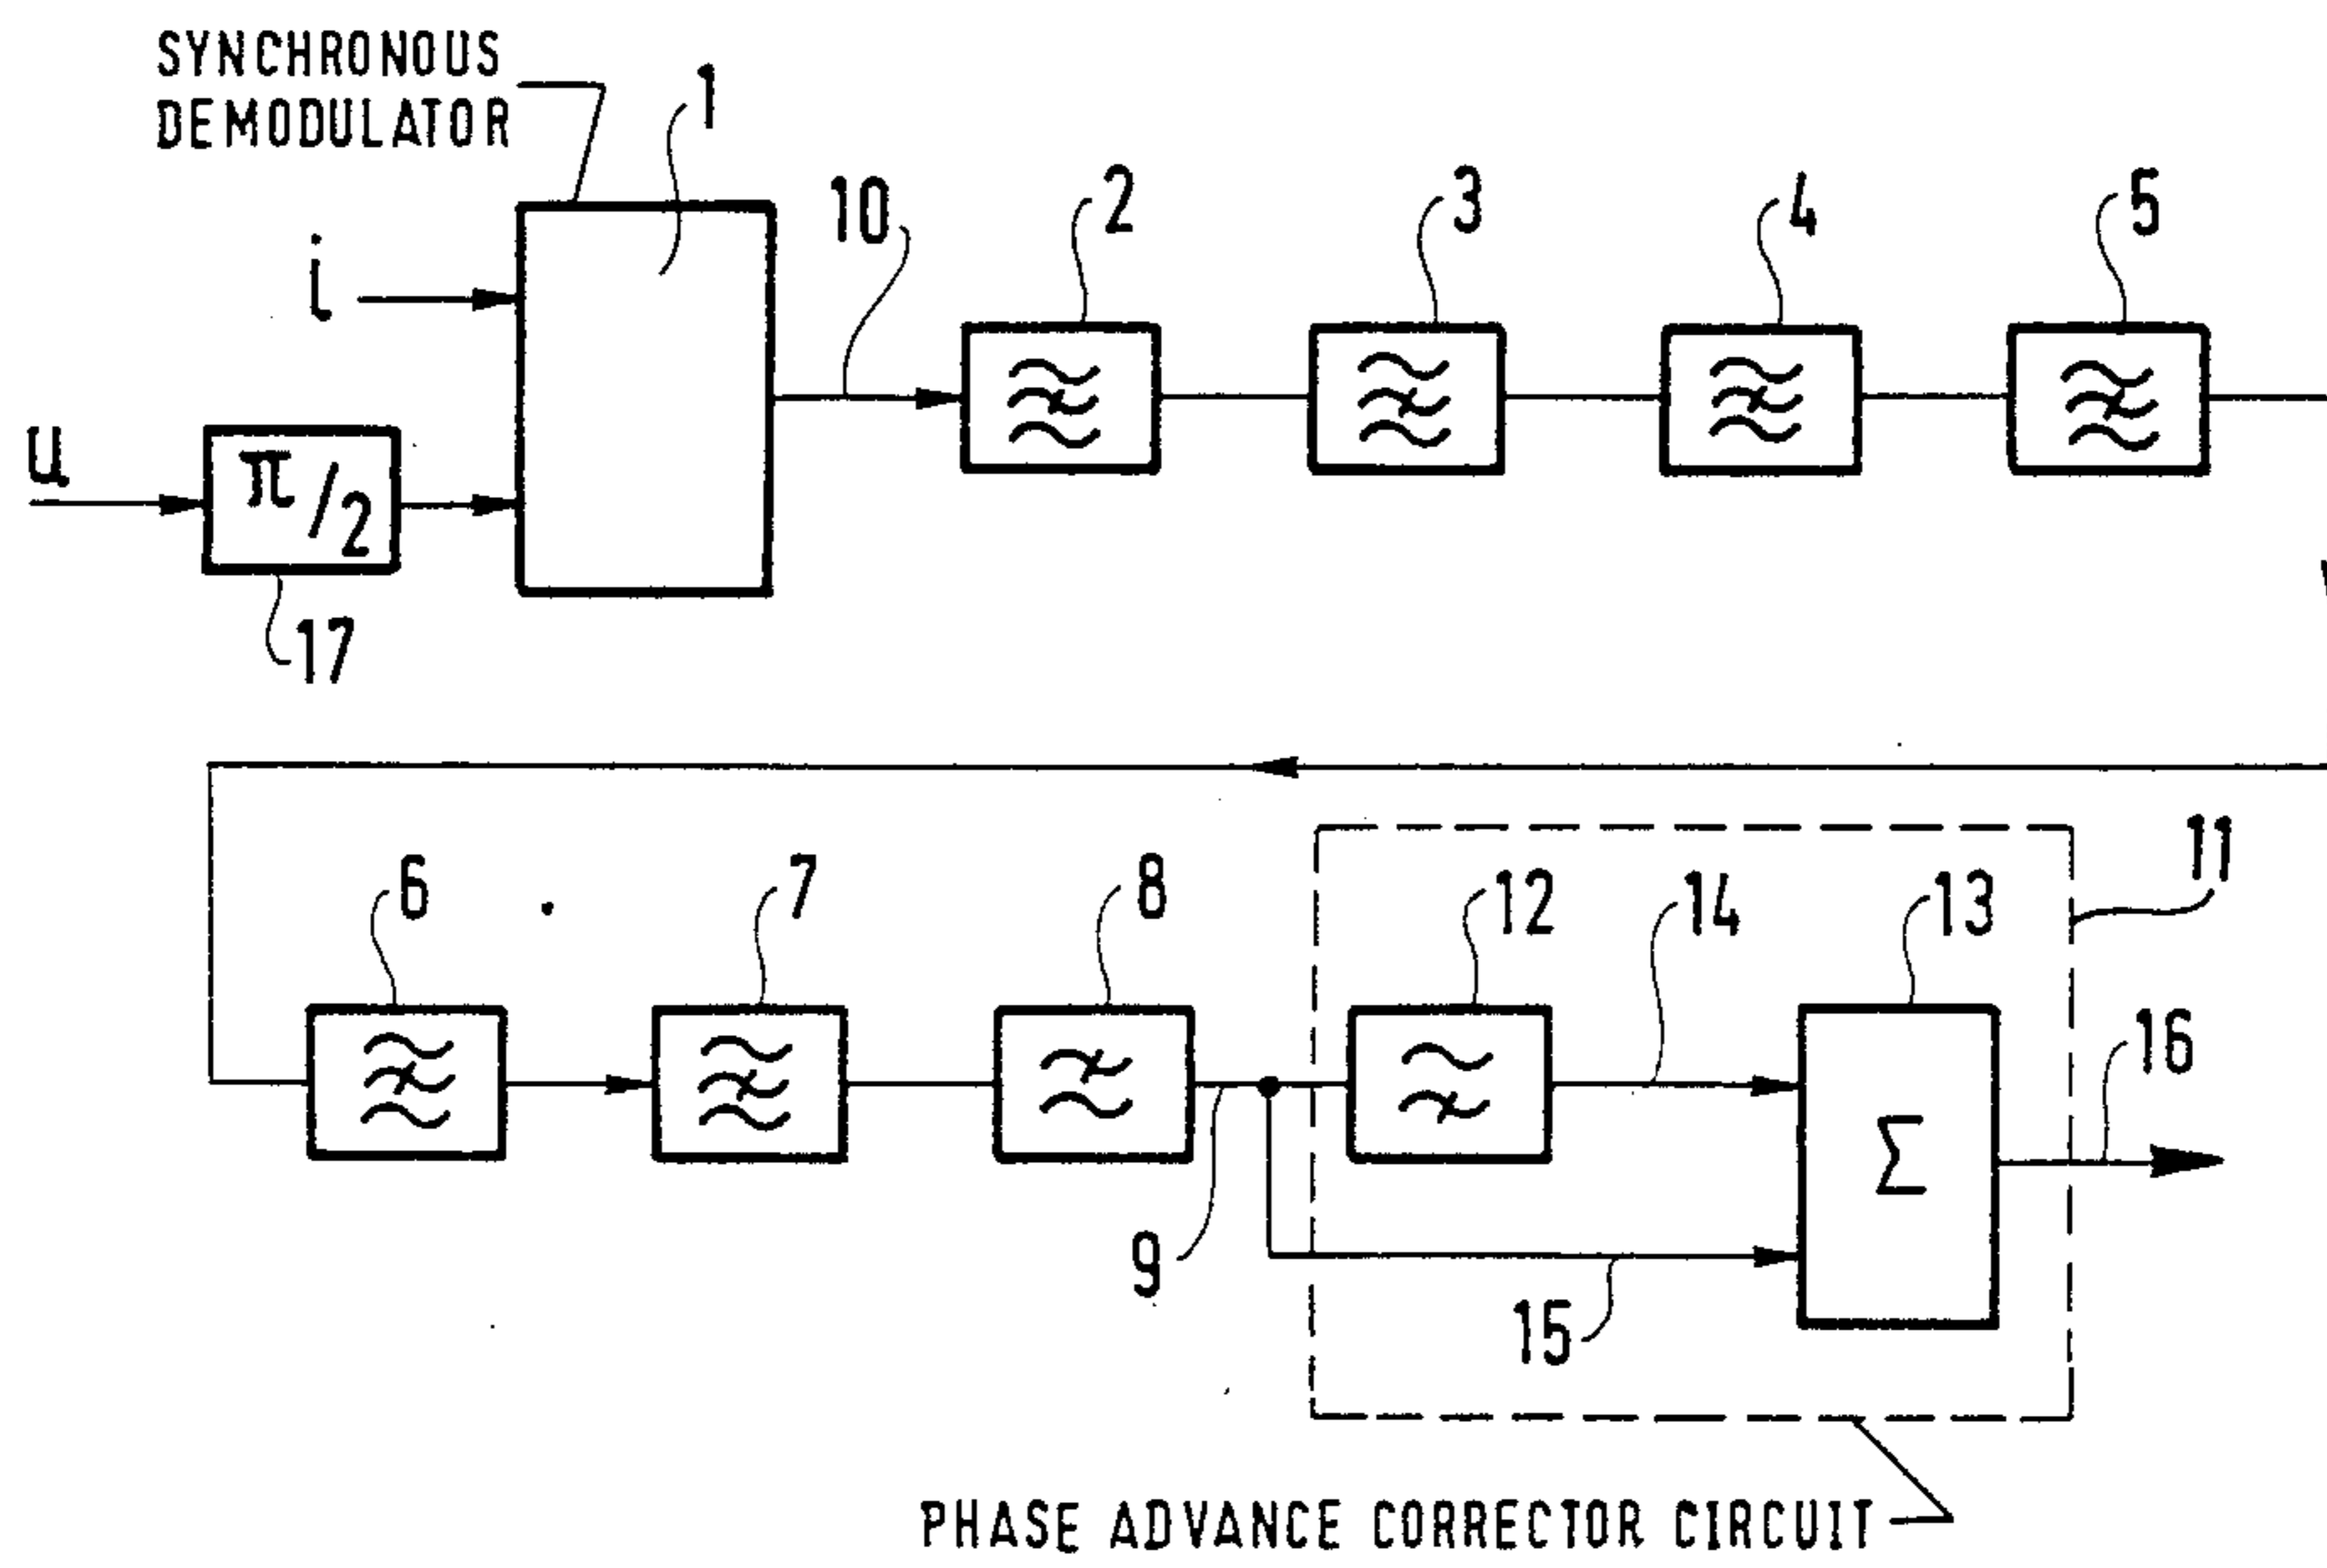 SYNCHRONOUS
DEMODULATOR
1
10
2
3
4
5
i
u
π/2
17
6
7
8
12
14
13
11
16
Σ
9
15
PHASE ADVANCE CORRECTOR CIRCUIT